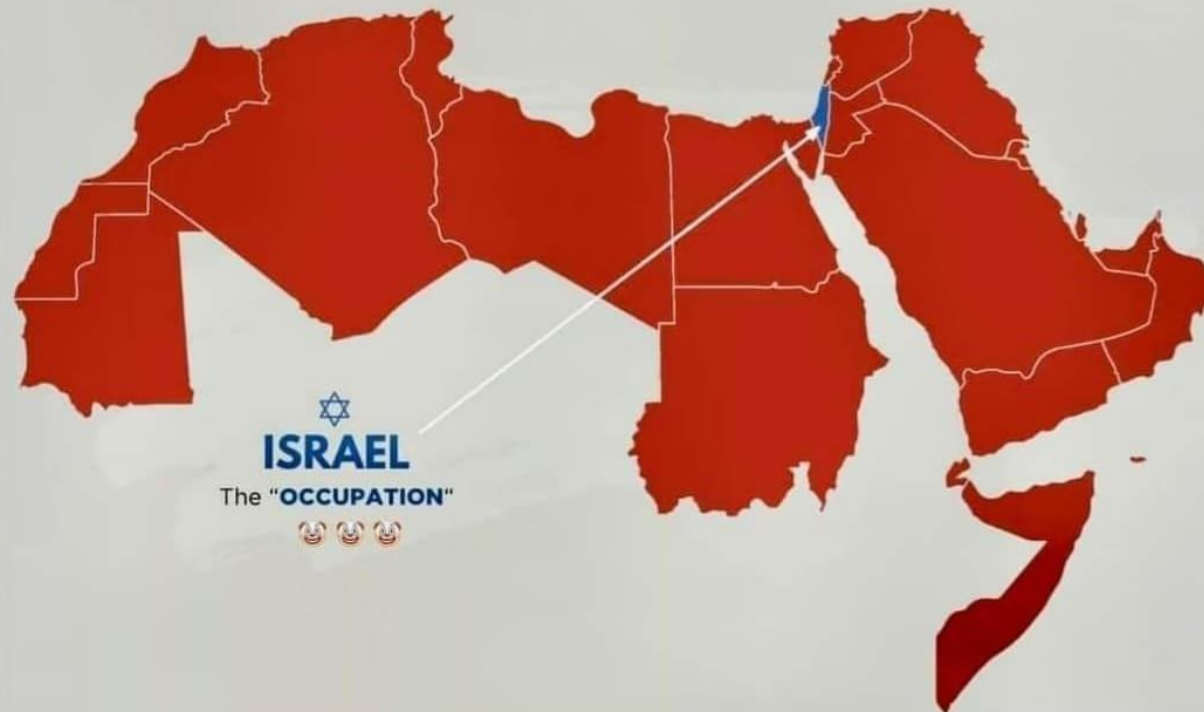 ISRAEL
The “OCCUPATION“
🤡 🤡 🤡